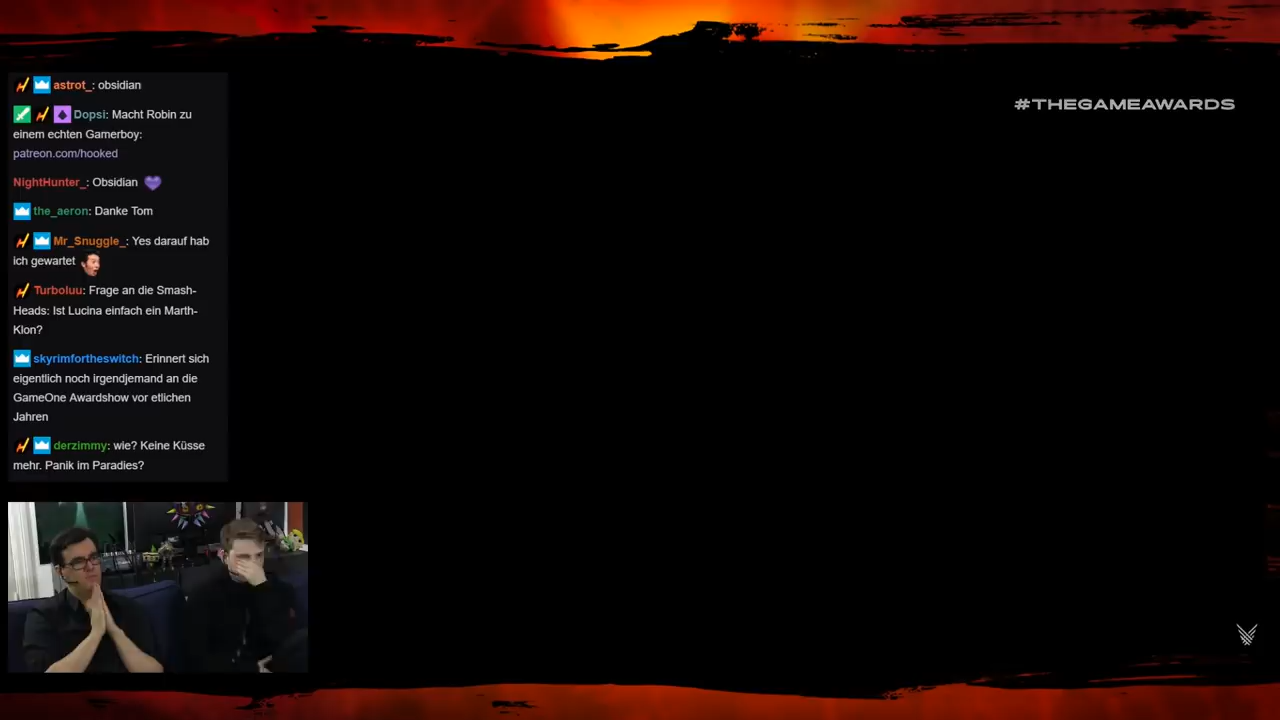 astrot_: obsidian
Dopsi: Macht Robin zu
einem echten Gamerboy:
patreon.com/hooked
NightHunter_: Obsidian
the_aeron: Danke Tom
Mr_Snuggle_: Yes darauf hab
ich gewartet
Turboluu: Frage an die Smash-
Heads: Ist Lucina einfach ein Marth-
Klon?
skyrimfortheswitch: Erinnert sich
eigentlich noch irgendjemand an die
GameOne Awardshow vor etlichen
Jahren
derzimmy: wie? Keine Küsse
mehr. Panik im Paradies?
#THEGAMEAWARDS